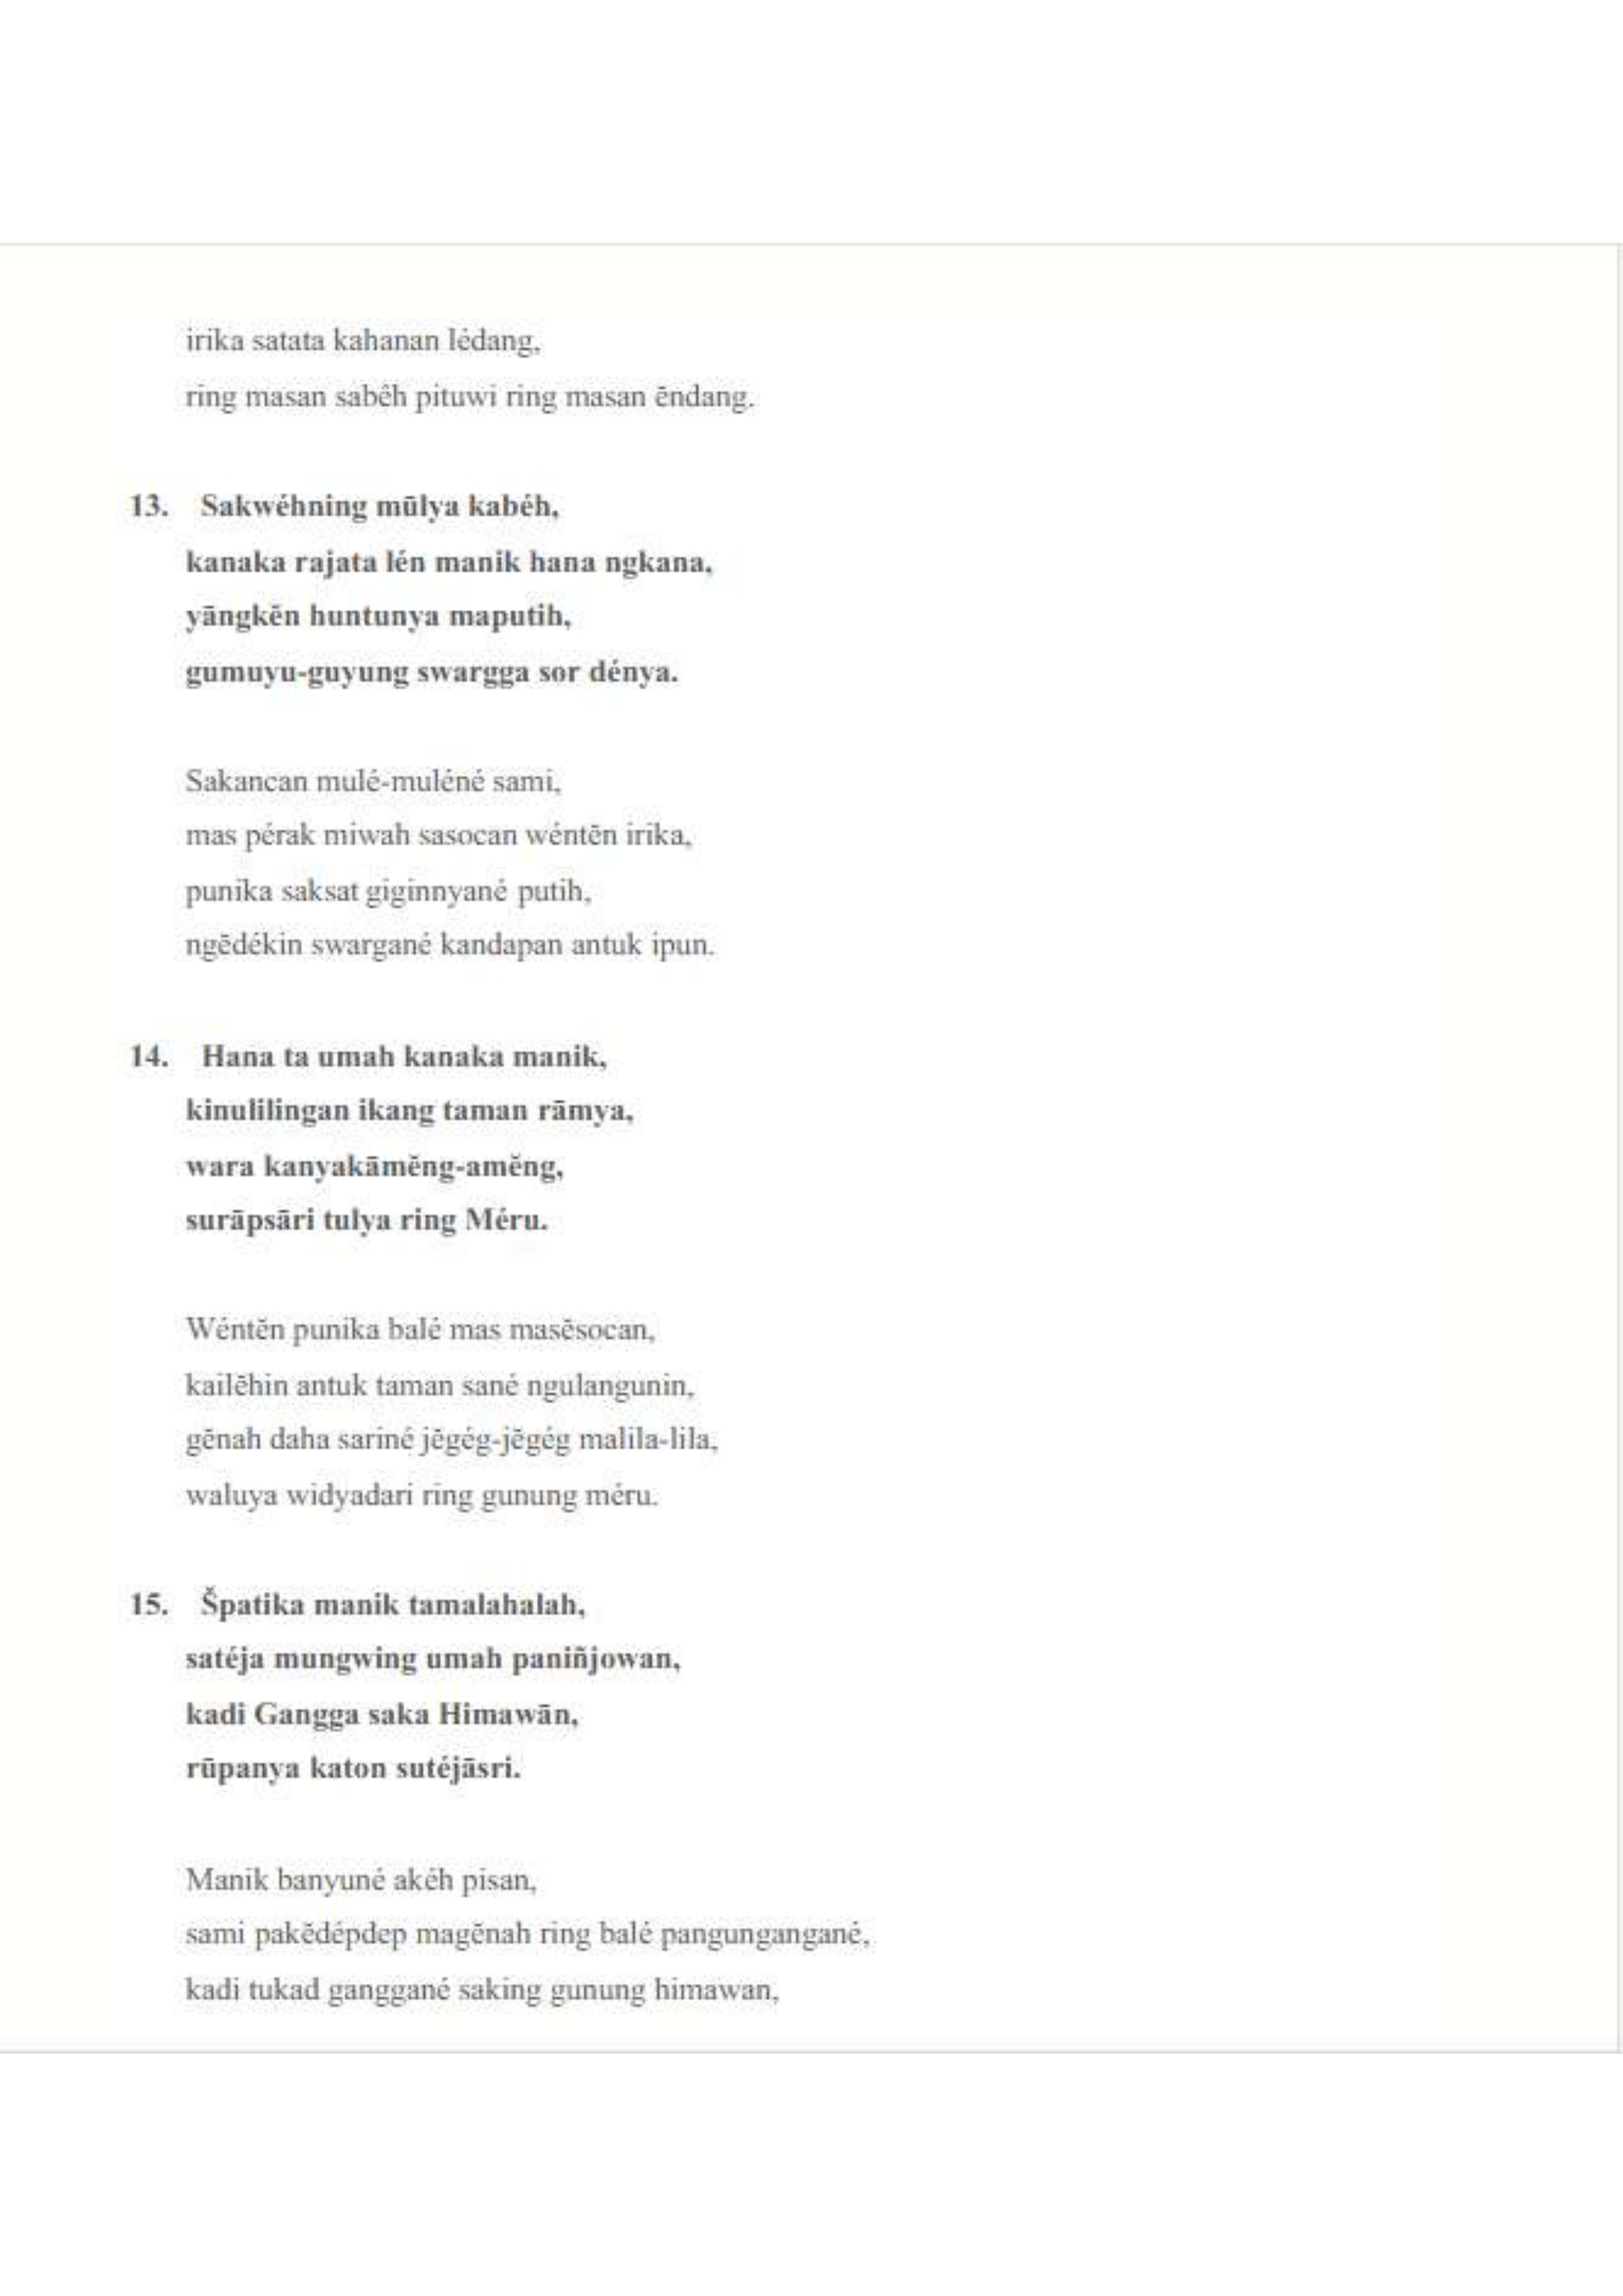 irika satata kahanan lédang,
ring masan sabêh pituwi ring masan ēndang.
13. Sakwéhning mūlya kabéh,
kanaka rajata lén manik hana ngkana,
yāngkĕn huntunya maputih,
gumuyu-guyung swargga sor dénya.
Sakancan mulé-muléné sami,
mas pérak miwah sasocan wéntĕn irika,
punika saksat giginnyané putih,
ngĕdékin swargané kandapan antuk ipun.
14. Hana ta umah kanaka manik,
kinulilingan ikang taman rāmya,
wara kanyakāmĕng-amĕng,
surāpsāri tulya ring Méru.
Wéntĕn punika balé mas masĕsocan,
kailĕhin antuk taman sané ngulangunin,
gĕnah daha sariné jĕgég-jĕgég malila-lila,
waluya widyadari ring gunung méru.
15. Špatika manik tamalahalah,
satéja mungwing umah paniñjowan,
kadi Gangga saka Himawān,
rūpanya katon sutéjāsri.
Manik banyuné akéh pisan,
sami pakĕdépdep magĕnah ring balé pangungangané,
kadi tukad ganggané saking gunung himawan,